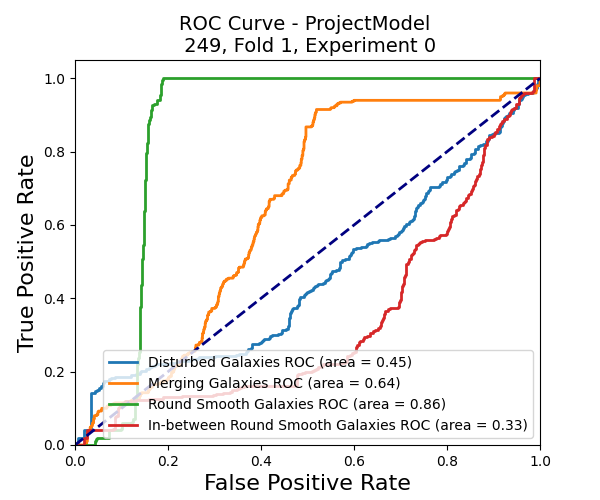 ROC Curve - ProjectModel
249, Fold 1, Experiment 0
True Positive Rate
1.0
0.8
0.6
0.4
0.2
0.0
Disturbed Galaxies ROC (area = 0.45)
Merging Galaxies ROC (area = 0.64)
Round Smooth Galaxies ROC (area = 0.86)
In-between Round Smooth Galaxies ROC (area = 0.33)
0.0 0.2 0.4 0.6 0.8 1.0
False Positive Rate